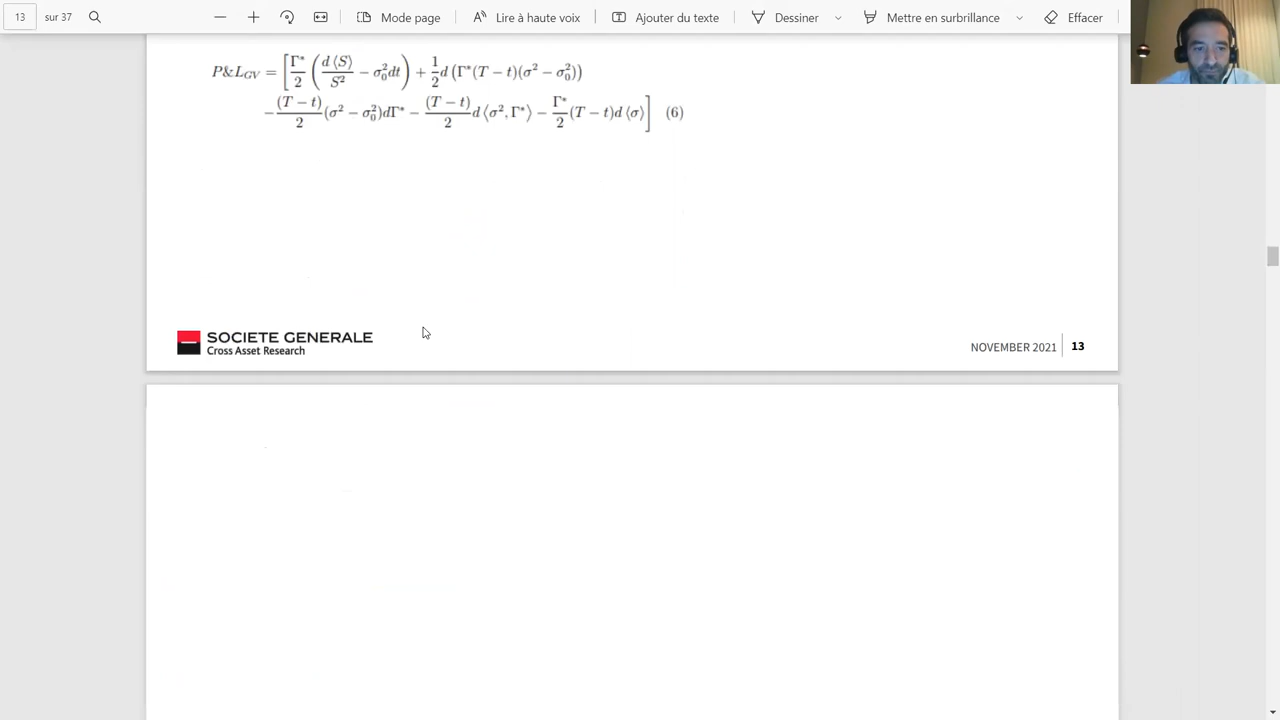 13 sur 37 Mode page Lire à haute voix Ajouter du texte Dessiner Mettre en surbrillance Effacer
P&L_{GV} = [ Γ*/2 ( d⟨S⟩/S² − σ₀²dt ) + 1/2 d (Γ*(T − t)(σ² − σ₀²))
− (T − t)/2 (σ² − σ₀²)dΓ* − (T − t)/2 d⟨σ², Γ*⟩ − Γ*/2 (T − t)d⟨σ⟩ ] (6)
SOCIETE GENERALE
Cross Asset Research
NOVEMBER 2021 13